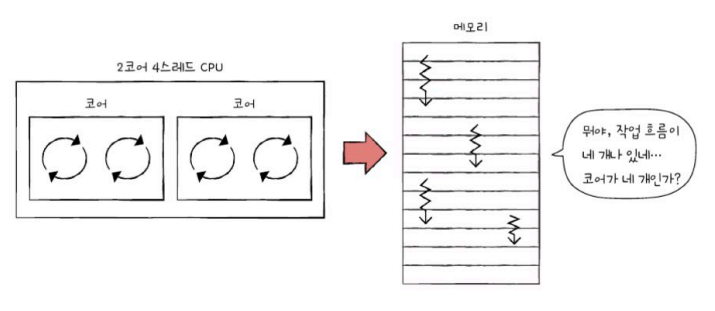 메모리
2코어 4스레드 CPU
코어
코어
뭐야, 작업 흐름이
네 개나 있네…
코어가 네 개인가?